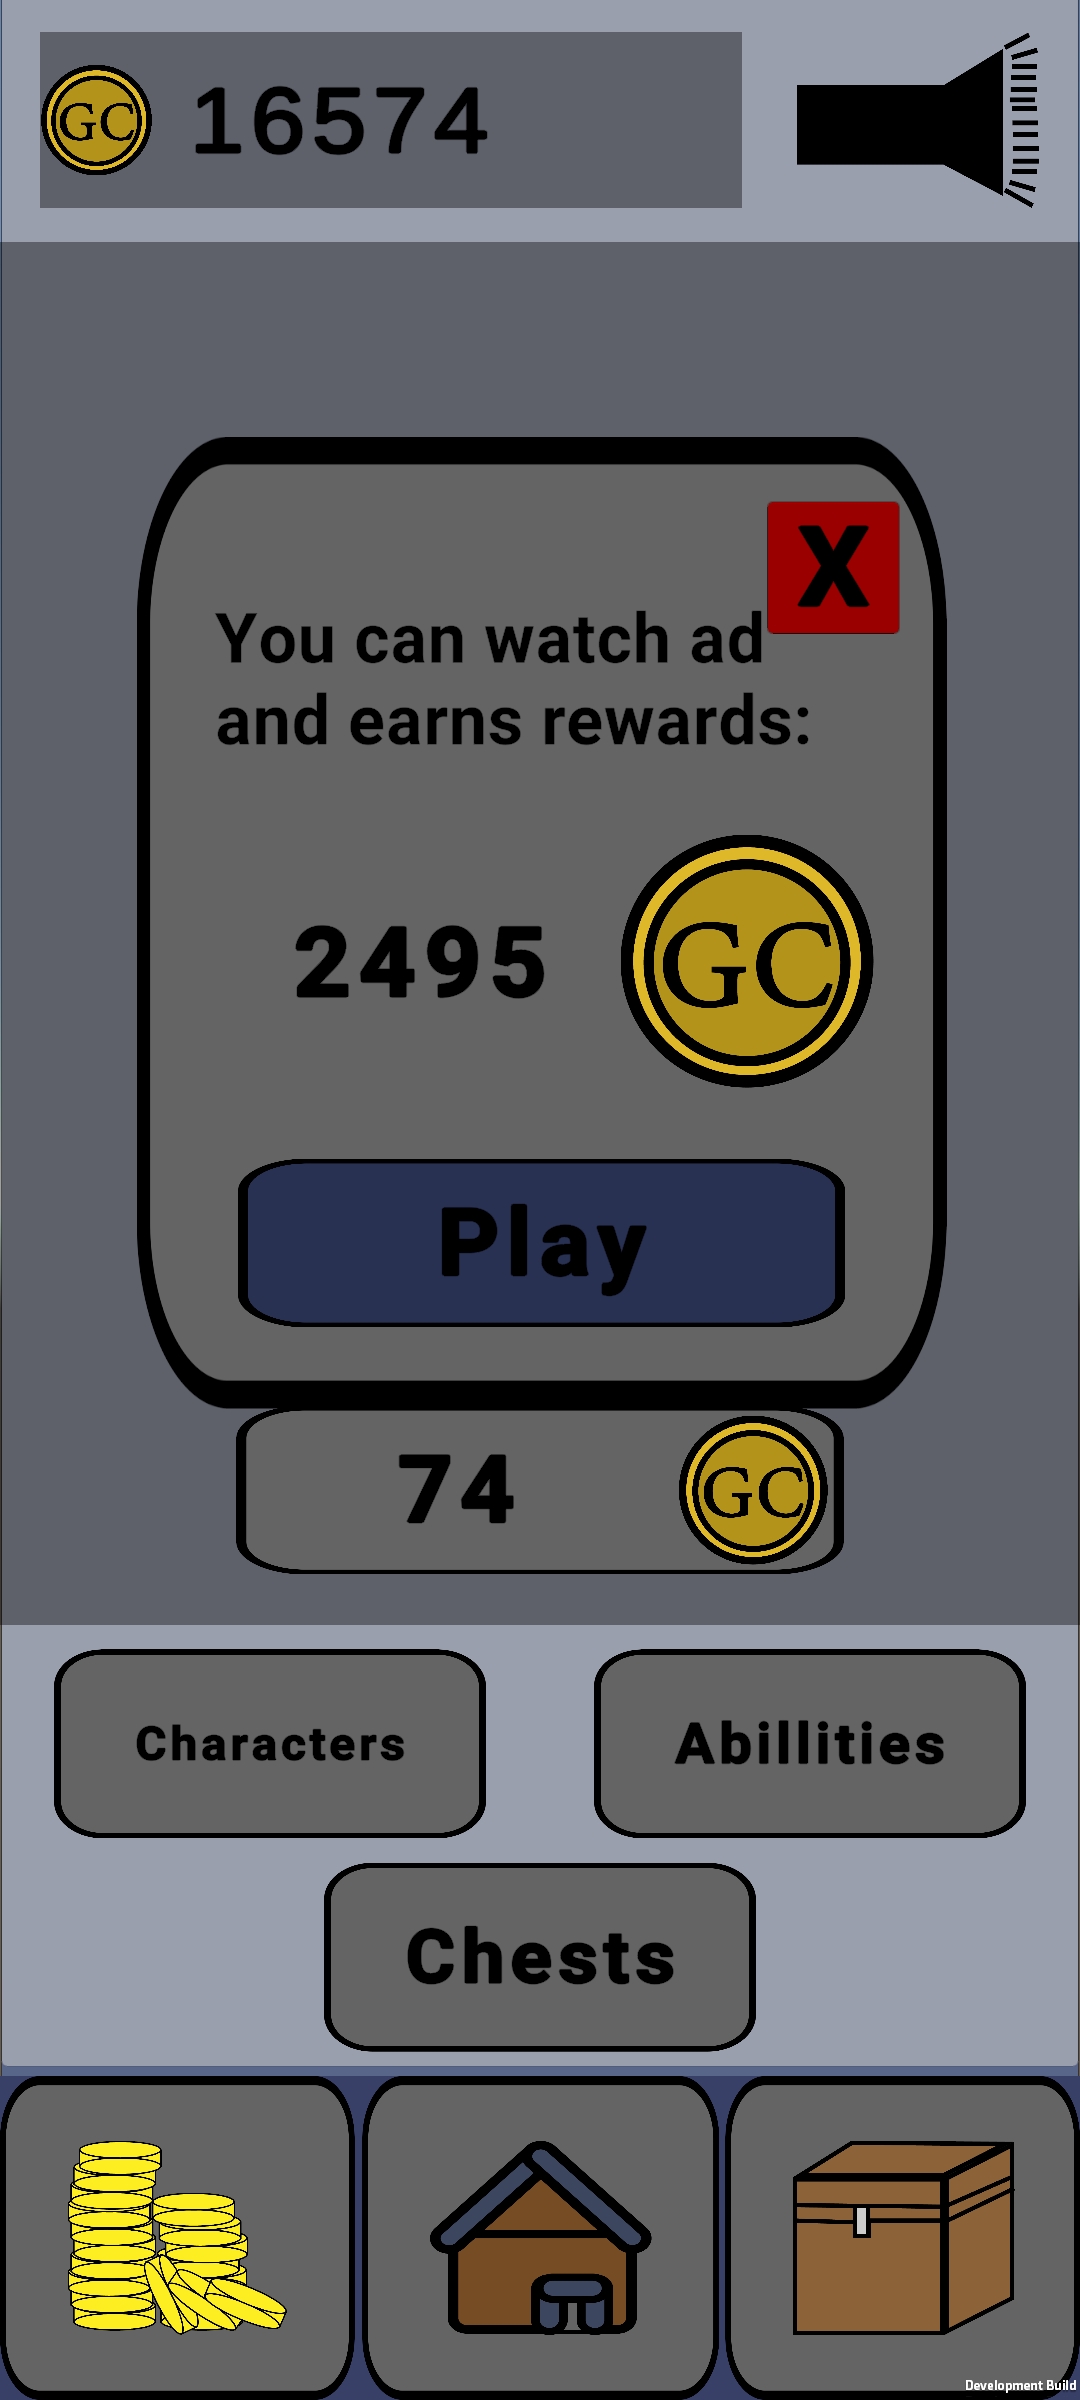 GC 16574
X
You can watch ad
and earns rewards:
2495 GC
Play
74 GC
Characters
Abillities
Chests
Development Build